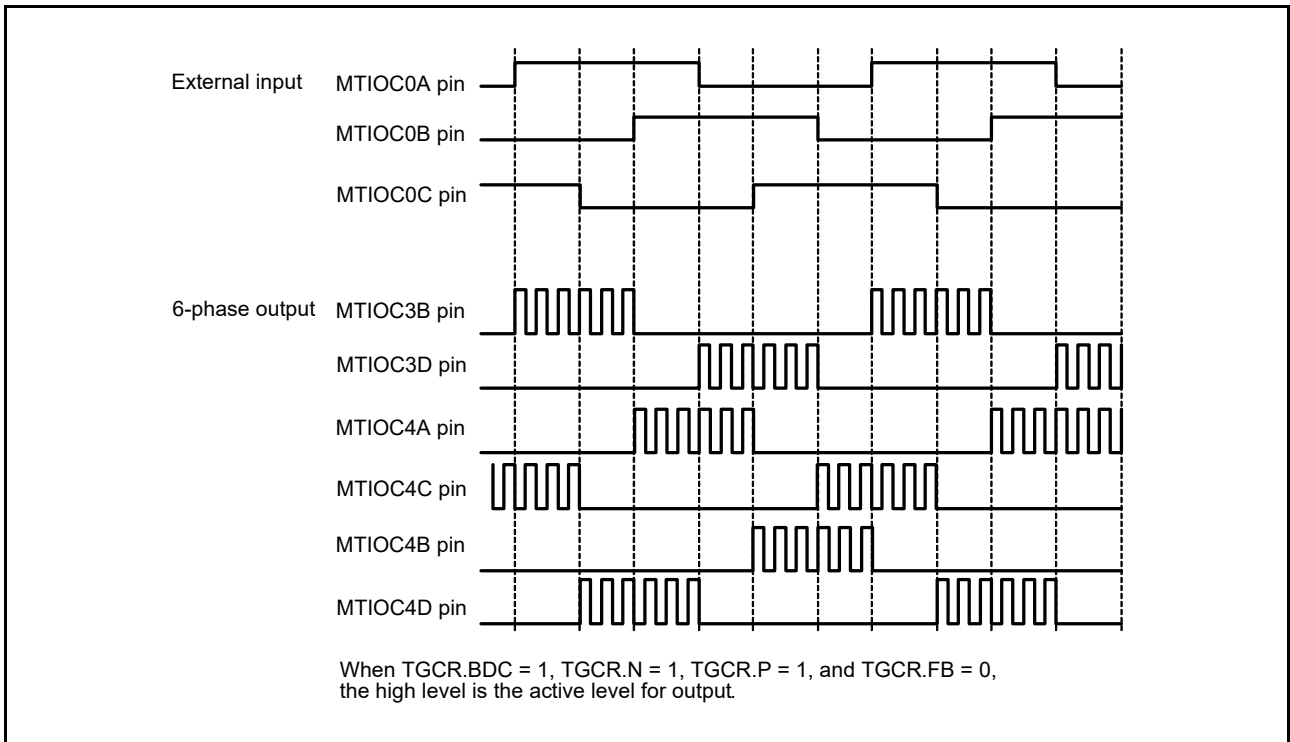 External input MTIOC0A pin
MTIOC0B pin
MTIOC0C pin
6-phase output MTIOC3B pin
MTIOC3D pin
MTIOC4A pin
MTIOC4C pin
MTIOC4B pin
MTIOC4D pin
When TGCR.BDC = 1, TGCR.N = 1, TGCR.P = 1, and TGCR.FB = 0,
the high level is the active level for output.